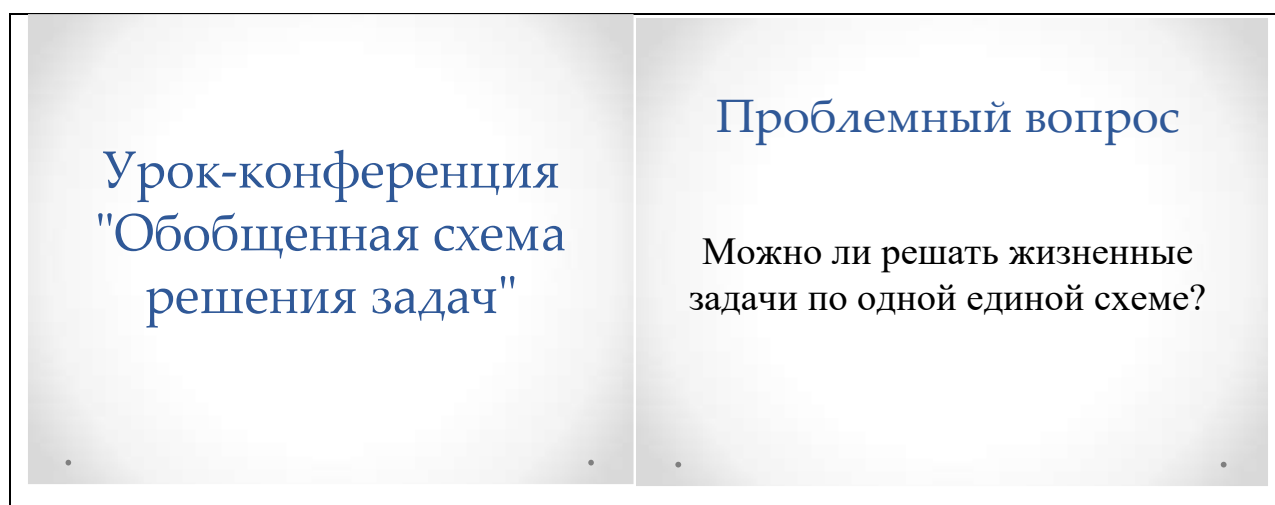 Урок-конференция
"Обобщенная схема
решения задач"
Проблемный вопрос
Можно ли решать жизненные
задачи по одной единой схеме?